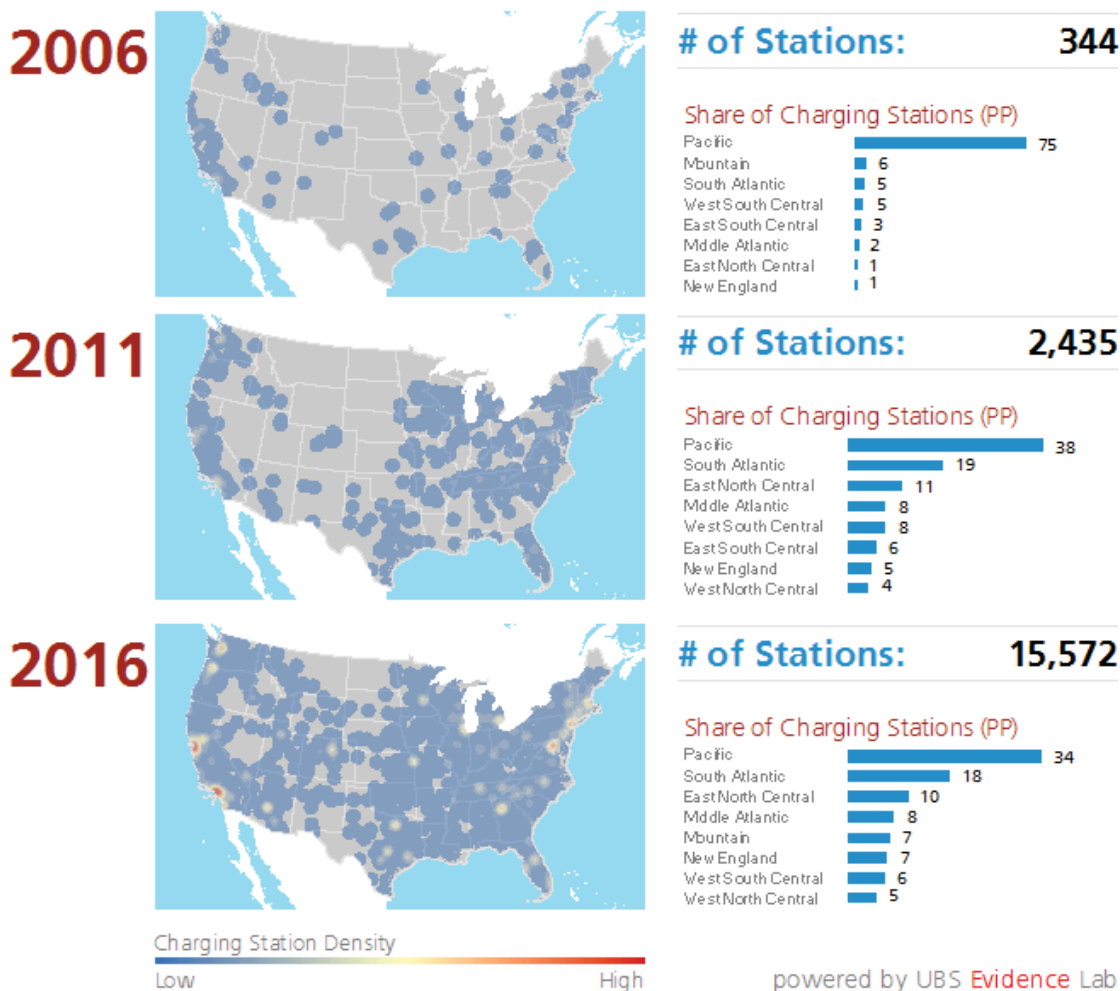 2006
# of Stations: 344
Share of Charging Stations (PP)
Pacific 75
Mountain 6
South Atlantic 5
West South Central 5
East South Central 3
Middle Atlantic 2
East North Central 1
New England 1
2011
# of Stations: 2,435
Share of Charging Stations (PP)
Pacific 38
South Atlantic 19
East North Central 11
Middle Atlantic 8
West South Central 8
East South Central 6
New England 5
West North Central 4
2016
# of Stations: 15,572
Share of Charging Stations (PP)
Pacific 34
South Atlantic 18
East North Central 10
Middle Atlantic 8
Mountain 7
New England 7
West South Central 6
West North Central 5
Charging Station Density
Low High
powered by UBS Evidence Lab